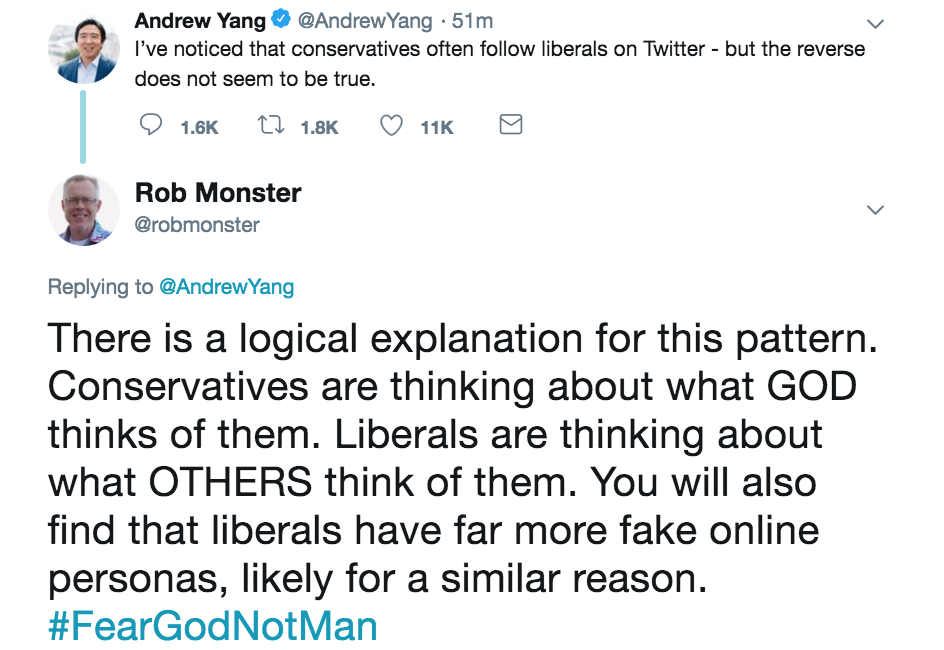 Andrew Yang @AndrewYang · 51m
I've noticed that conservatives often follow liberals on Twitter - but the reverse
does not seem to be true.
1.6K 1.8K 11K
Rob Monster
@robmonster
Replying to @AndrewYang
There is a logical explanation for this pattern.
Conservatives are thinking about what GOD
thinks of them. Liberals are thinking about
what OTHERS think of them. You will also
find that liberals have far more fake online
personas, likely for a similar reason.
#FearGodNotMan